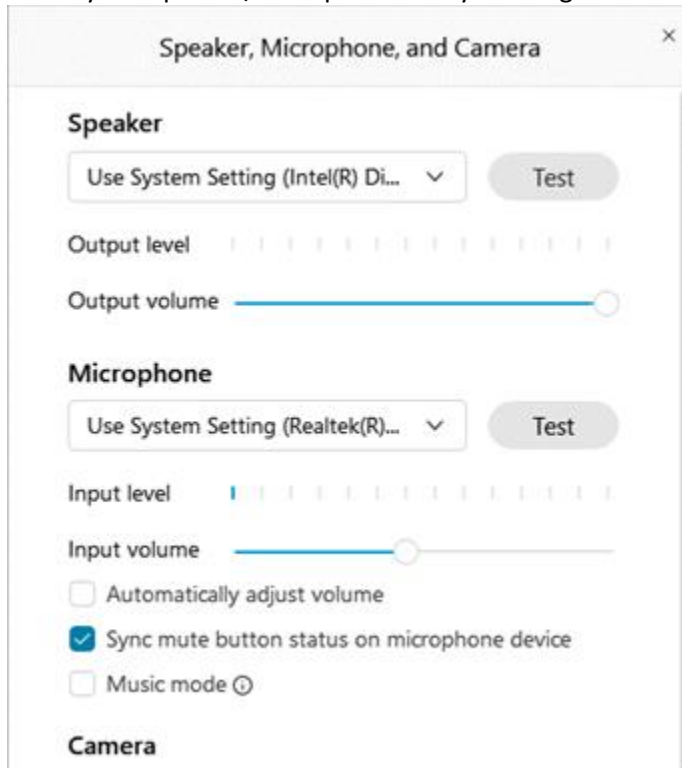 Speaker, Microphone, and Camera
Speaker
Use System Setting (Intel(R) Di... Test
Output level
Output volume
Microphone
Use System Setting (Realtek(R)... Test
Input level
Input volume
Automatically adjust volume
Sync mute button status on microphone device
Music mode
Camera